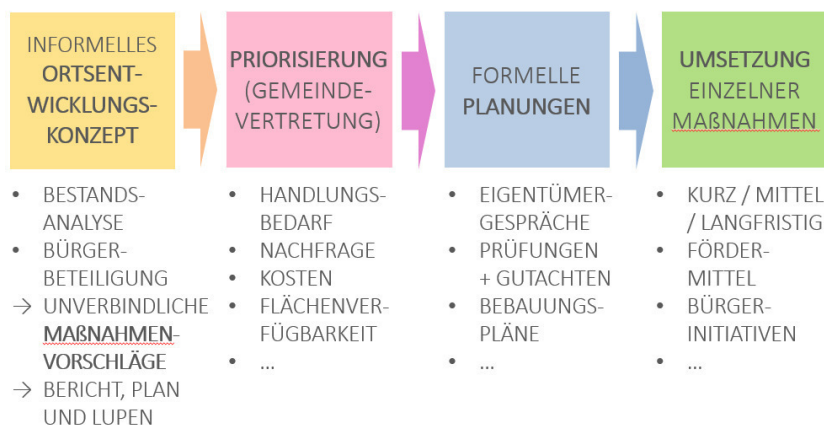 INFORMELLES
ORTSENT-
WICKLUNGS-
KONZEPT
PRIORISIERUNG
(GEMEINDE-
VERTRETUNG)
FORMELLE
PLANUNGEN
UMSETZUNG
EINZELNER
MAßNAHMEN
• BESTANDS-
ANALYSE
• BÜRGER-
BETEILIGUNG
→ UNVERBINDLICHE
MAßNAHMEN-
VORSCHLÄGE
→ BERICHT, PLAN
UND LUPEN
• HANDLUNGS-
BEDARF
• NACHFRAGE
• KOSTEN
• FLÄCHENVER-
FÜGBARKEIT
• ...
• EIGENTÜMER-
GESPRÄCHE
• PRÜFUNGEN
+ GUTACHTEN
• BEBAUUNGS-
PLÄNE
• ...
• KURZ / MITTEL
/ LANGFRISTIG
• FÖRDER-
MITTEL
• BÜRGER-
INITIATIVEN
• ...